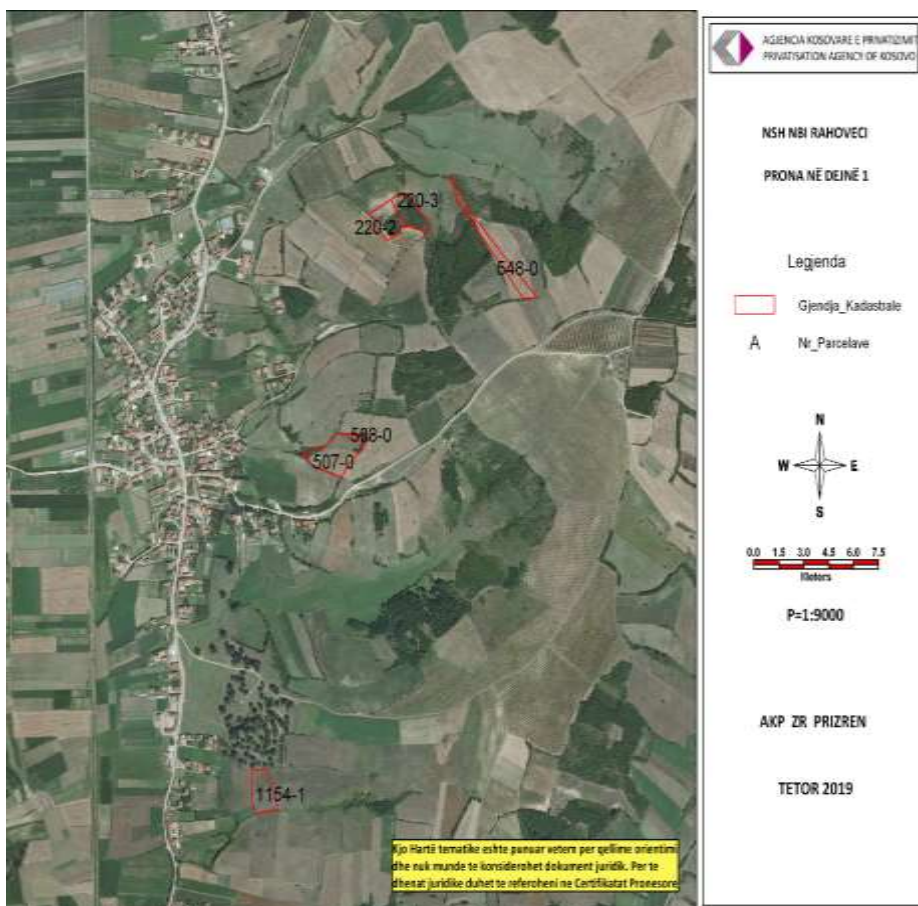 AGJENCIA KOSOVARE E PRIVATIZIMIT
PRIVATISATION AGENCY OF KOSOVO
NSH NBI RAHOVECI
PRONA NË DEJNË 1
Legjenda
Gjendja_Kadastrale
A Nr_Parcelave
N
W E
S
0.0 1.5 3.0 4.5 6.0 7.5
P=1:9000
AKP ZR PRIZREN
TETOR 2019
220-3
220-2
648-0
508-0
507-0
1154-1
Kjo Hartë tematike eshte punuar vetem per qellime orientimi
dhe nuk munde te konsiderohet dokument juridik. Per te
dhenat juridike duhet te referoheni ne Certifikatat Pronesore